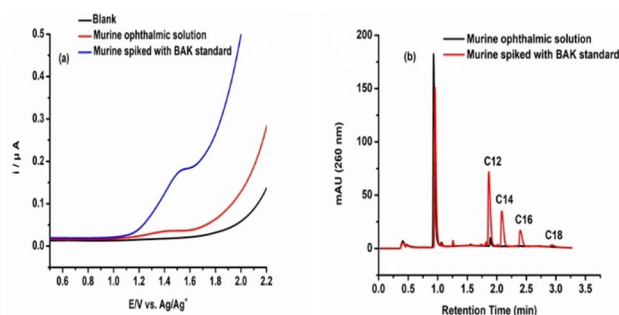 Blank
Murine ophthalmic solution
Murine spiked with BAK standard
(a)
i / µ A
0.5
0.4
0.3
0.2
0.1
0.0
0.6 0.8 1.0 1.2 1.4 1.6 1.8 2.0 2.2
E/V vs. Ag/Ag+
(b)
Murine ophthalmic solution
Murine spiked with BAK standard
mAU (260 nm)
200
150
100
50
0
C12
C14
C16
C18
0.0 0.5 1.0 1.5 2.0 2.5 3.0 3.5
Retention Time (min)